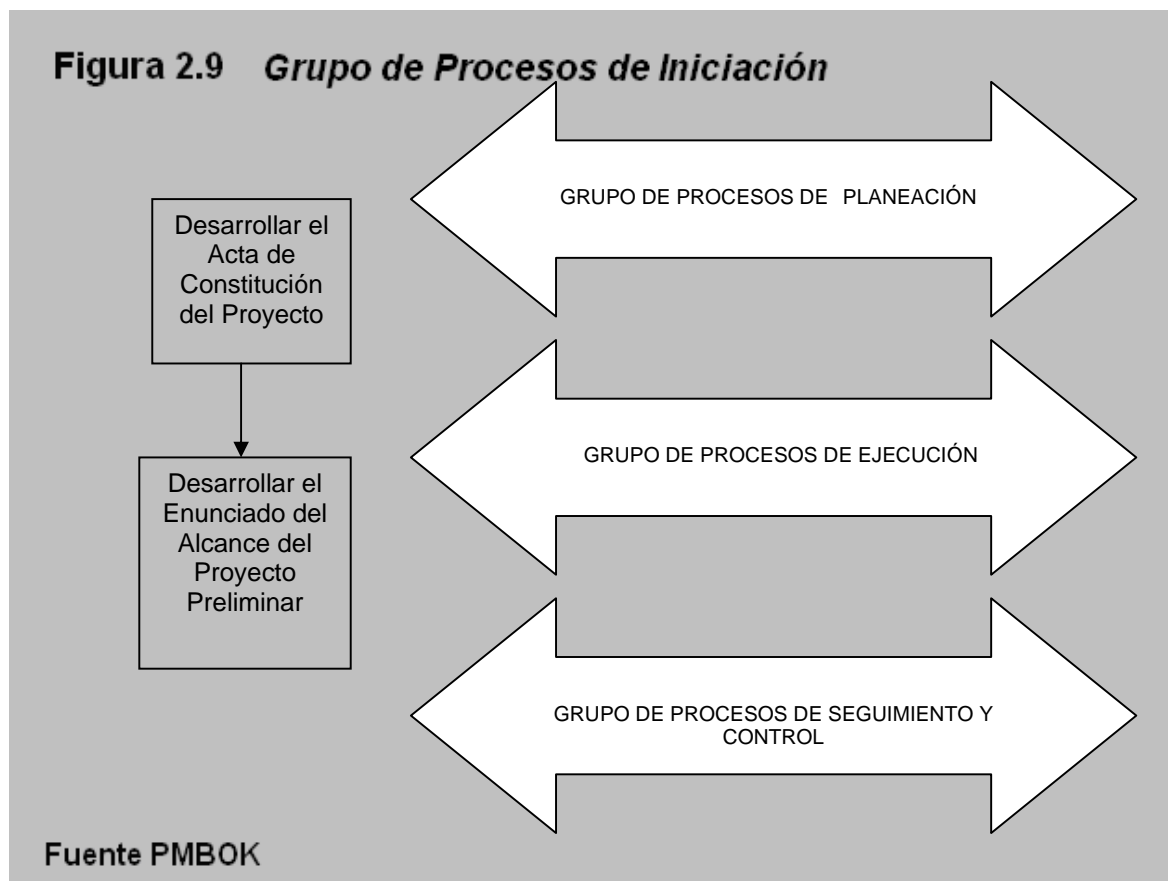 Figura 2.9 Grupo de Procesos de Iniciación
Desarrollar el
Acta de
Constitución
del Proyecto
Desarrollar el
Enunciado del
Alcance del
Proyecto
Preliminar
GRUPO DE PROCESOS DE PLANEACIÓN
GRUPO DE PROCESOS DE EJECUCIÓN
GRUPO DE PROCESOS DE SEGUIMIENTO Y
CONTROL
Fuente PMBOK